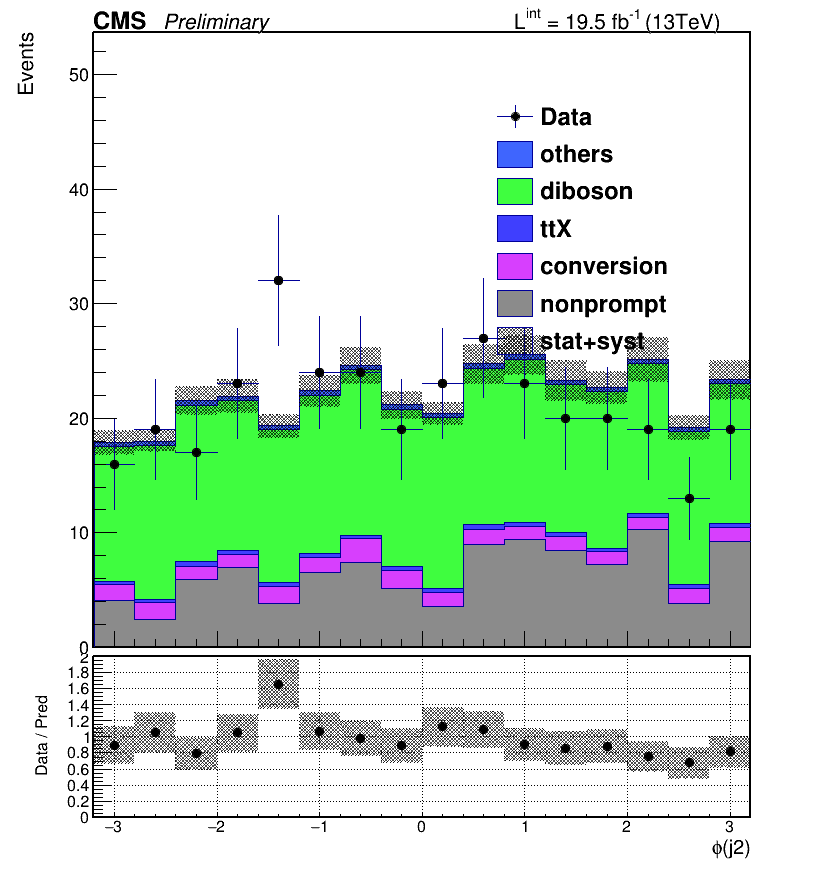 CMS Preliminary
L^int = 19.5 fb^-1 (13TeV)
Events
50
40
30
20
10
0
Data
others
diboson
ttX
conversion
nonprompt
stat+syst
Data / Pred
2
1.8
1.6
1.4
1.2
1
0.8
0.6
0.4
0.2
0
−3 −2 −1 0 1 2 3
ϕ(j2)